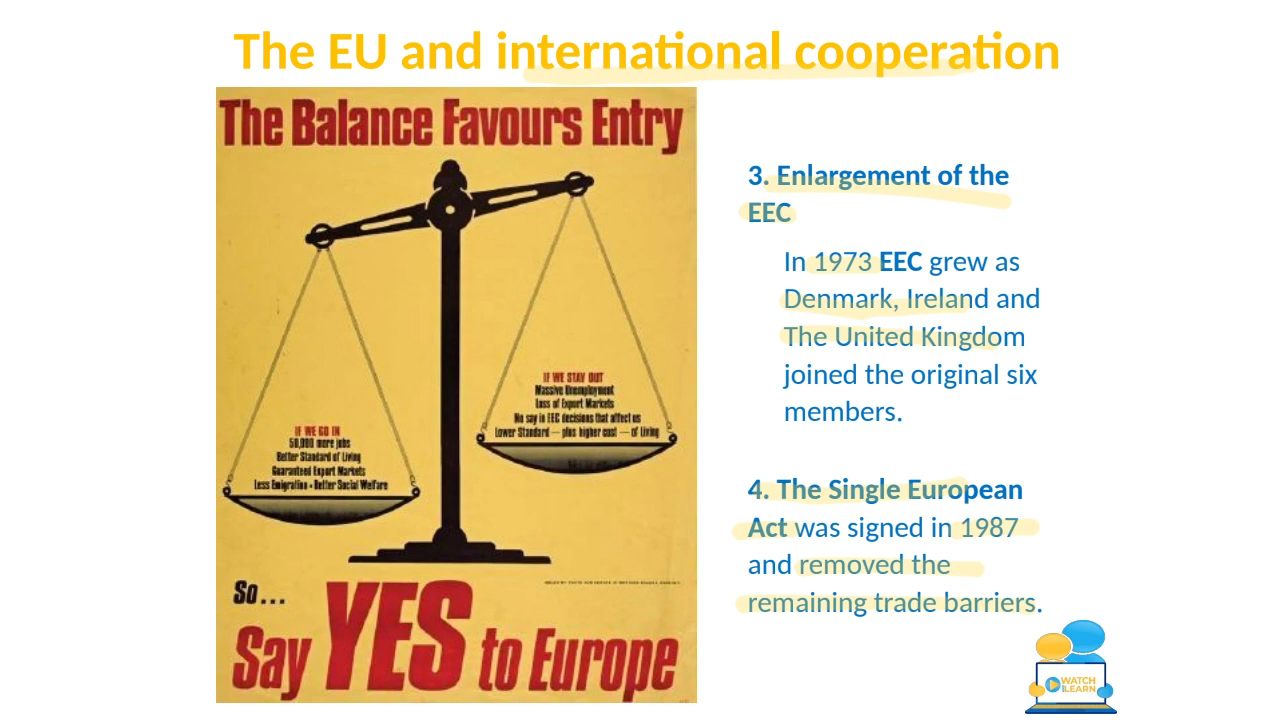 The EU and international cooperation
The Balance Favours Entry
IF WE STAY OUT
Massive Unemployment
Loss of Export Markets
No say in EEC decisions that affect us
Lower Standard — plus higher cost — of Living
IF WE GO IN
50,000 more jobs
Better Standard of Living
Guaranteed Export Markets
Less Emigration • Better Social Welfare
So...
Say YES to Europe
3. Enlargement of the
EEC
In 1973 EEC grew as
Denmark, Ireland and
The United Kingdom
joined the original six
members.
4. The Single European
Act was signed in 1987
and removed the
remaining trade barriers.
WATCH
LEARN